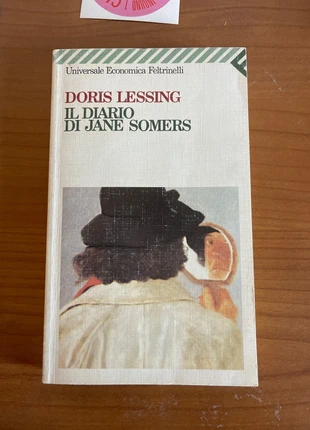 Universale Economica Feltrinelli
DORIS LESSING
IL DIARIO
DI JANE SOMERS